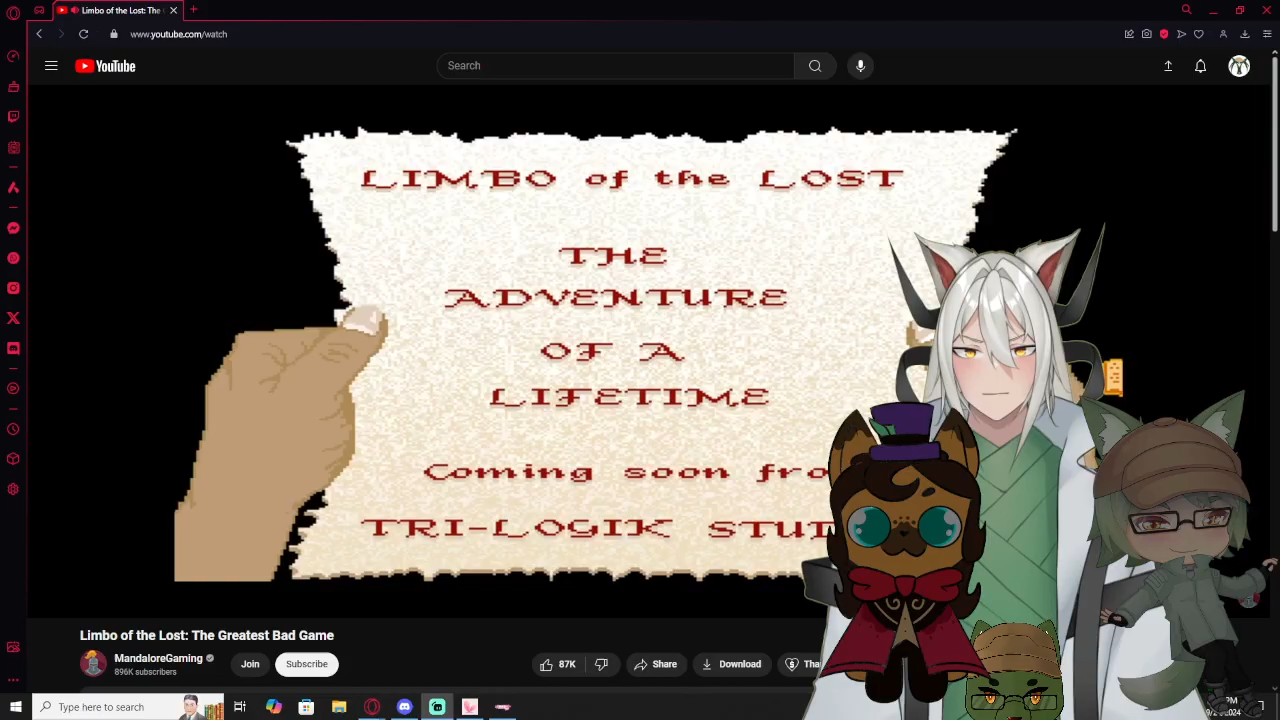 Limbo of the Lost: The
www.youtube.com/watch
YouTube
Search
LIMBO of the LOST
THE
ADVENTURE
OF A
LIFETIME
Coming soon
TRI-LOGIK
Limbo of the Lost: The Greatest Bad Game
MandaloreGaming
896K subscribers
Join
Subscribe
87K
Share
Download
Type here to search